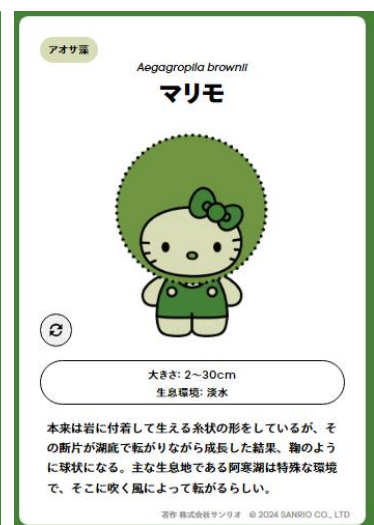 アオサ藻
Aegagropila brownii
マリモ
大きさ: 2〜30cm
生息環境: 淡水
本来は岩に付着して生える糸状の形をしているが、そ
の断片が湖底で転がりながら成長した結果、鞠のよう
に球状になる。主な生息地である阿寒湖は特殊な環境
で、そこに吹く風によって転がるらしい。
著作 株式会社サンリオ © 2024 SANRIO CO., LTD